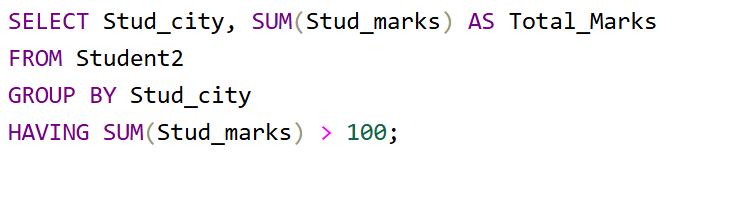 SELECT Stud_city, SUM(Stud_marks) AS Total_Marks
FROM Student2
GROUP BY Stud_city
HAVING SUM(Stud_marks) > 100;